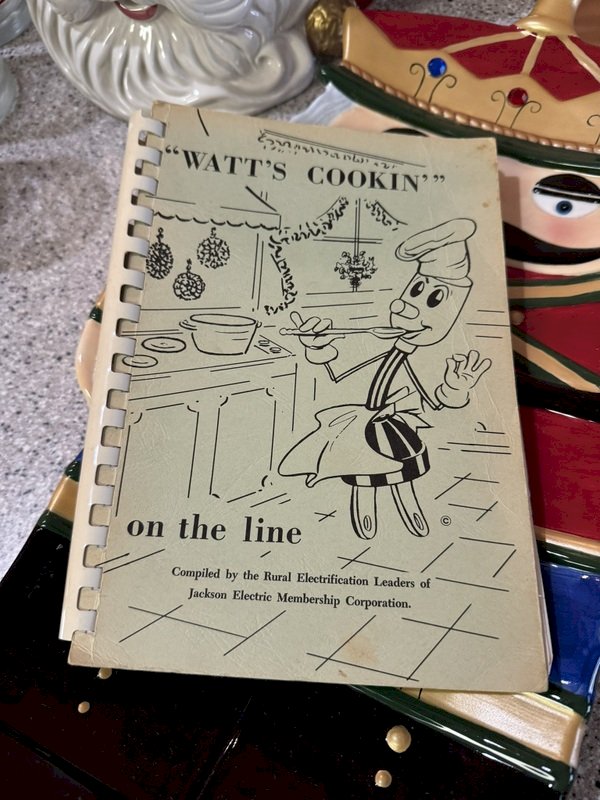 “WATT’S COOKIN’”
on the line
©
Compiled by the Rural Electrification Leaders of
Jackson Electric Membership Corporation.